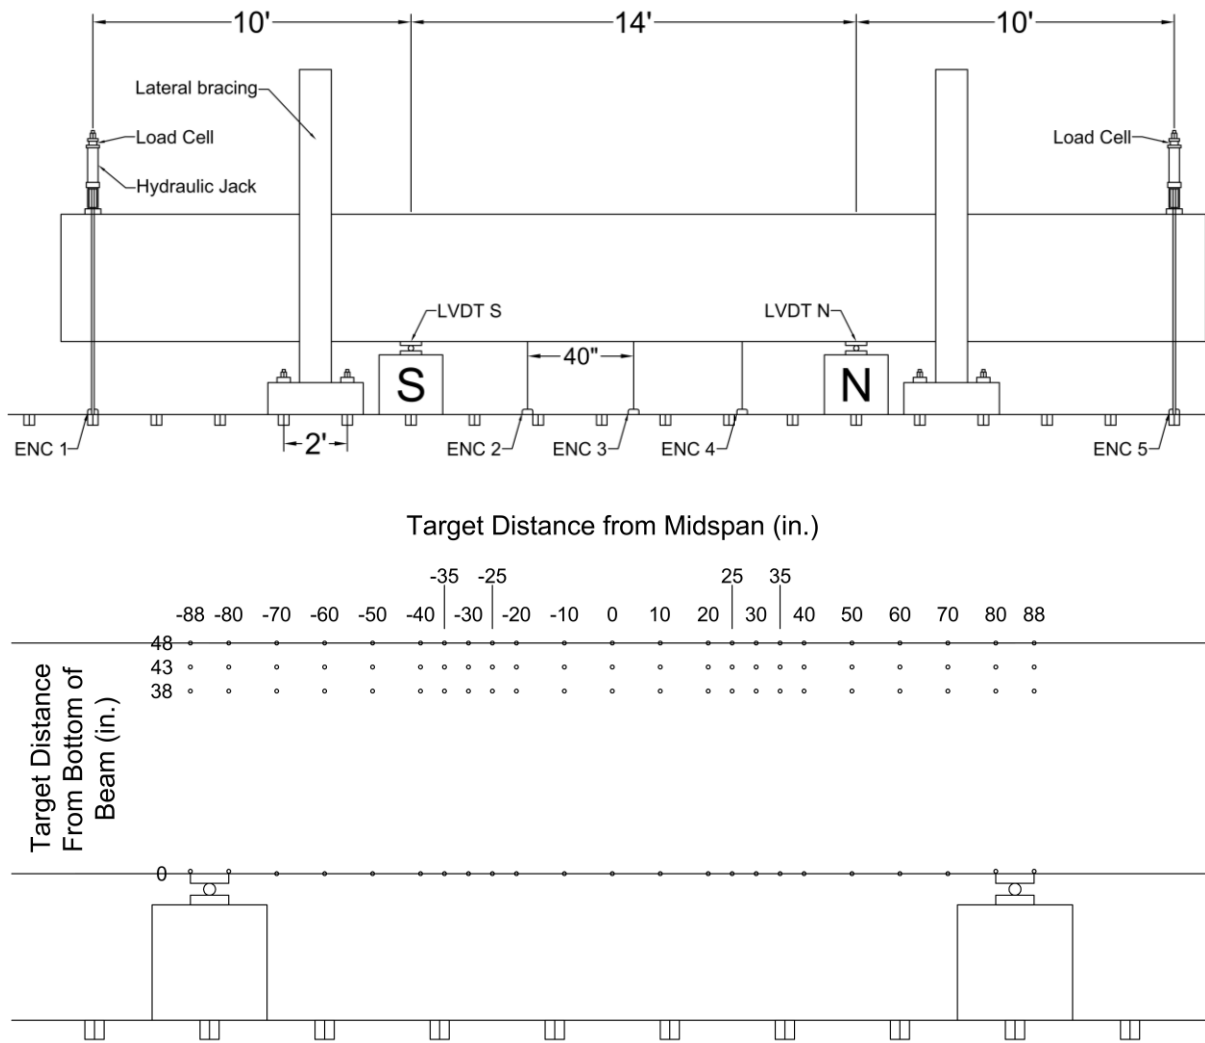 10' 14' 10'
Lateral bracing
Load Cell Load Cell
Hydraulic Jack
LVDT S LVDT N
40"
S N
ENC 1 2' ENC 2 ENC 3 ENC 4 ENC 5
Target Distance from Midspan (in.)
-35 -25 25 35
-88 -80 -70 -60 -50 -40 -30 -20 -10 0 10 20 30 40 50 60 70 80 88
48
43
38
Target Distance
From Bottom of
Beam (in.)
0